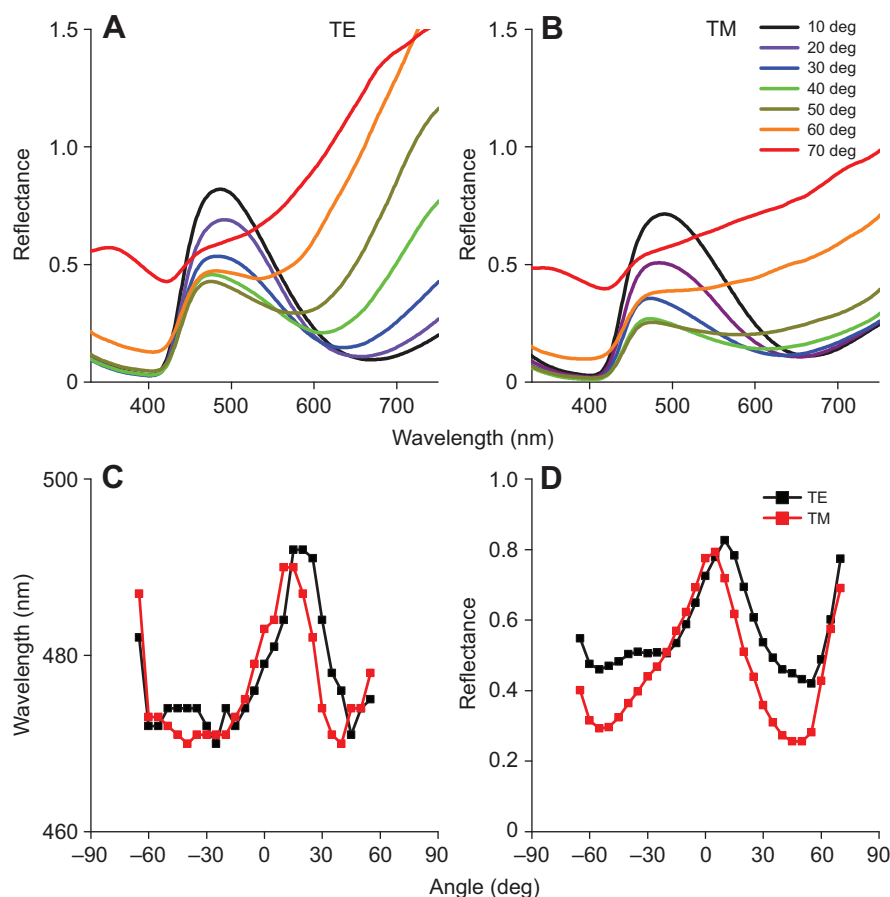 A
TE
1.5
1.0
0.5
0
Reflectance
400
500
600
700
B
TM
10 deg
20 deg
30 deg
40 deg
50 deg
60 deg
70 deg
1.5
1.0
0.5
0
Reflectance
400
500
600
700
Wavelength (nm)
C
500
480
460
Wavelength (nm)
–90
–60
–30
0
30
60
90
D
TE
TM
1.0
0.8
0.6
0.4
0.2
0
Reflectance
–90
–60
–30
0
30
60
90
Angle (deg)